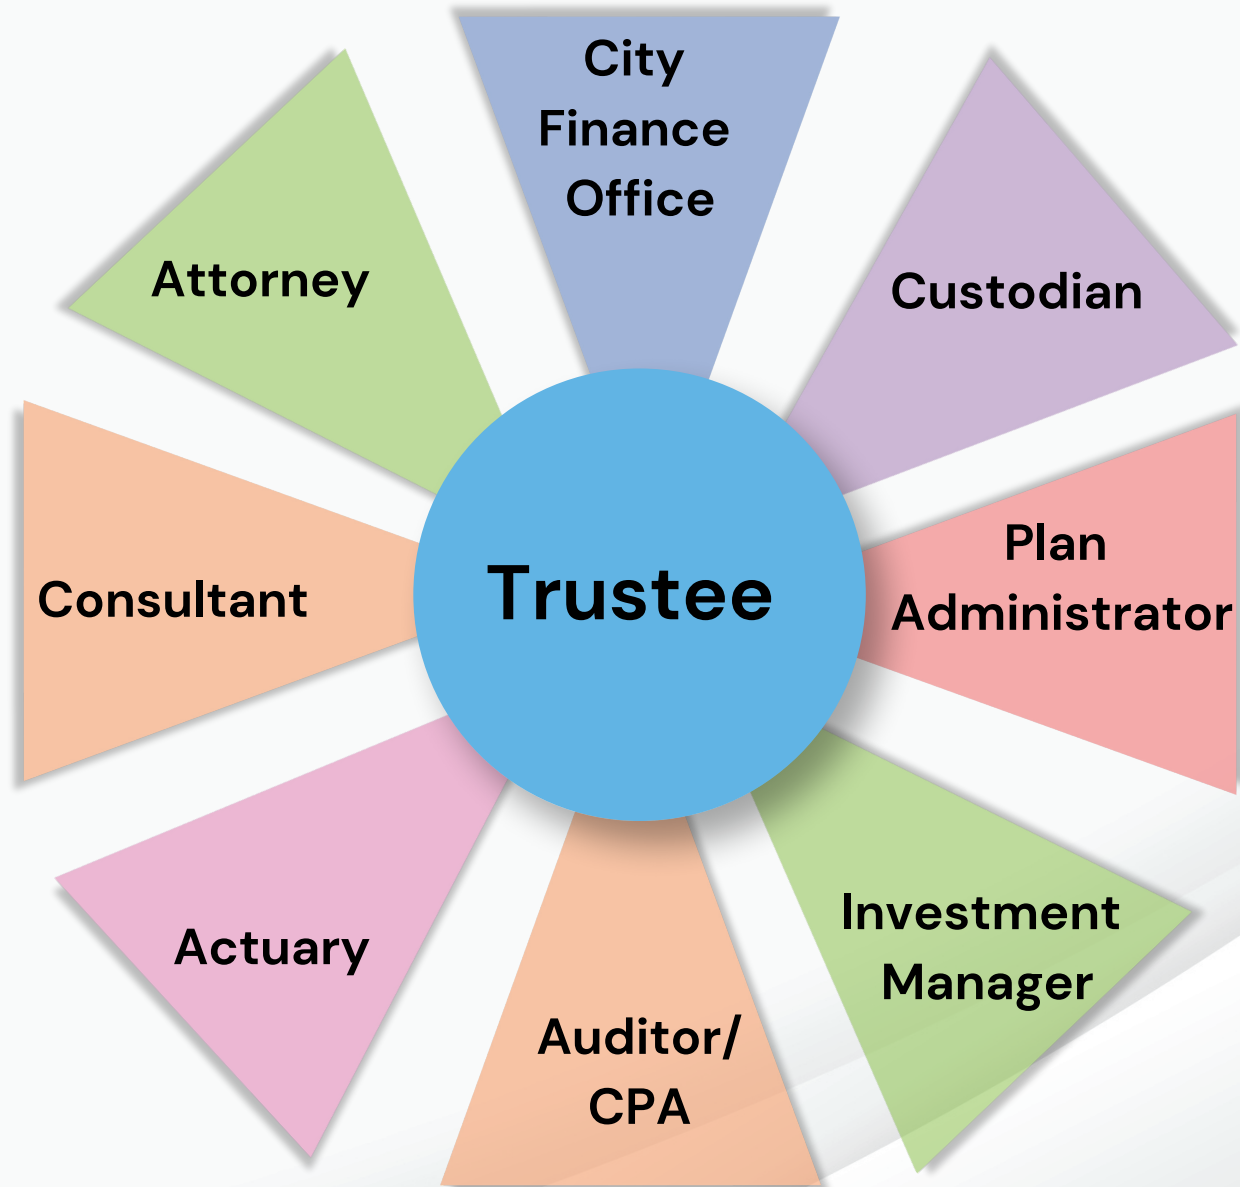 City
Finance
Office
Attorney
Custodian
Plan
Administrator
Trustee
Consultant
Investment
Manager
Actuary
Auditor/
CPA